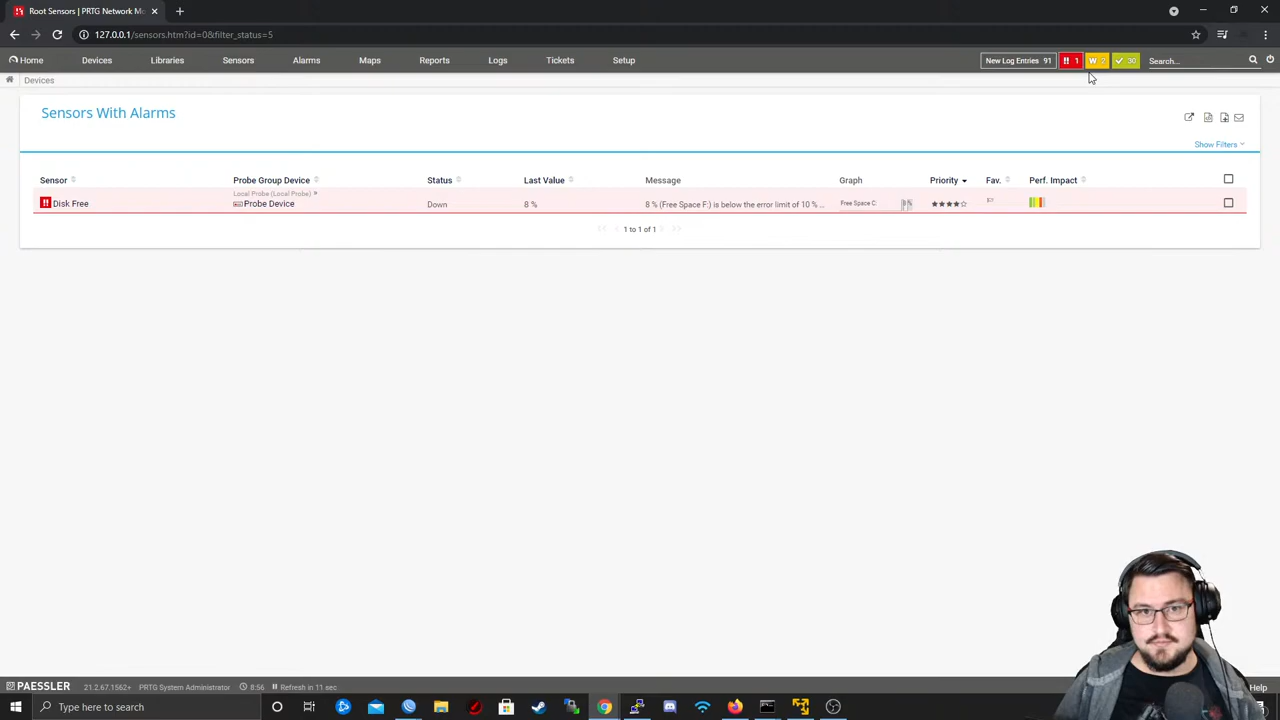 Root Sensors | PRTG Network Mo
127.0.0.1/sensors.htm?id=0&filter_status=5
Home Devices Libraries Sensors Alarms Maps Reports Logs Tickets Setup New Log Entries 91 !! 1 W 2 30 Search...
Devices
Sensors With Alarms
Show Filters
Sensor Probe Group Device Status Last Value Message Graph Priority Fav. Perf. Impact
Local Probe (Local Probe) »
!! Disk Free Probe Device Down 8 % 8 % (Free Space F:) is below the error limit of 10 % ... Free Space C:
1 to 1 of 1
PAESSLER 21.2.67.1562+ PRTG System Administrator 8:56 Refresh in 11 sec Help
Type here to search